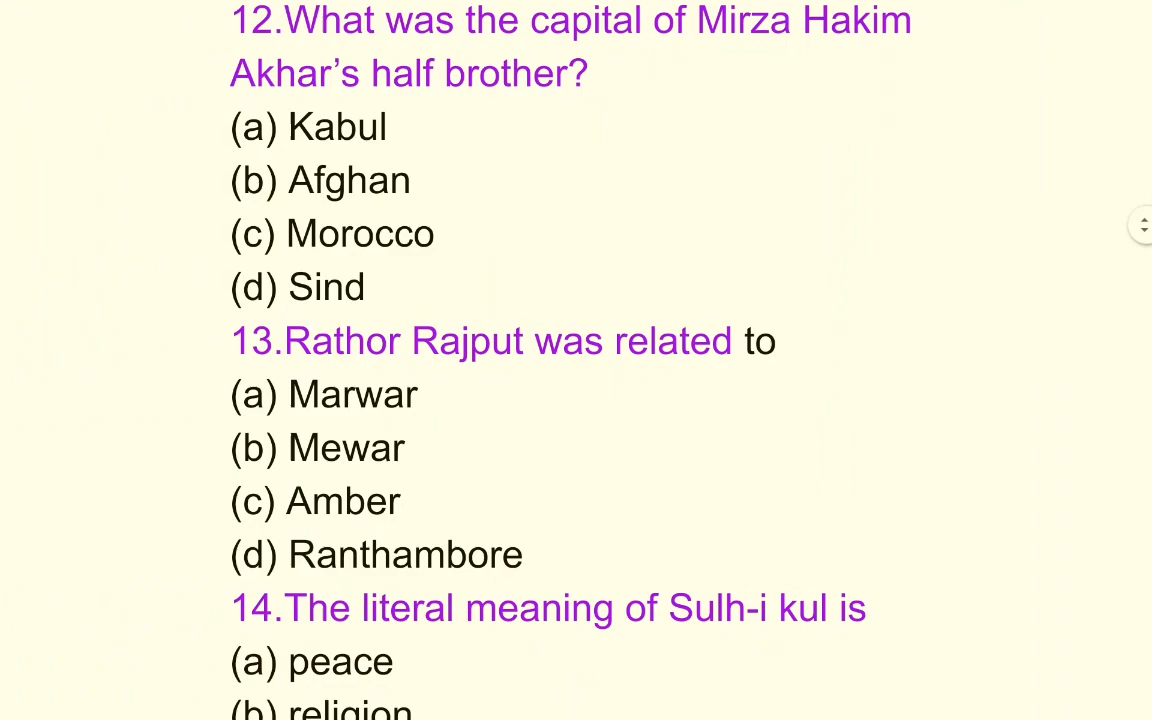 12.What was the capital of Mirza Hakim
Akhar’s half brother?
(a) Kabul
(b) Afghan
(c) Morocco
(d) Sind
13.Rathor Rajput was related to
(a) Marwar
(b) Mewar
(c) Amber
(d) Ranthambore
14.The literal meaning of Sulh-i kul is
(a) peace
(b) religion